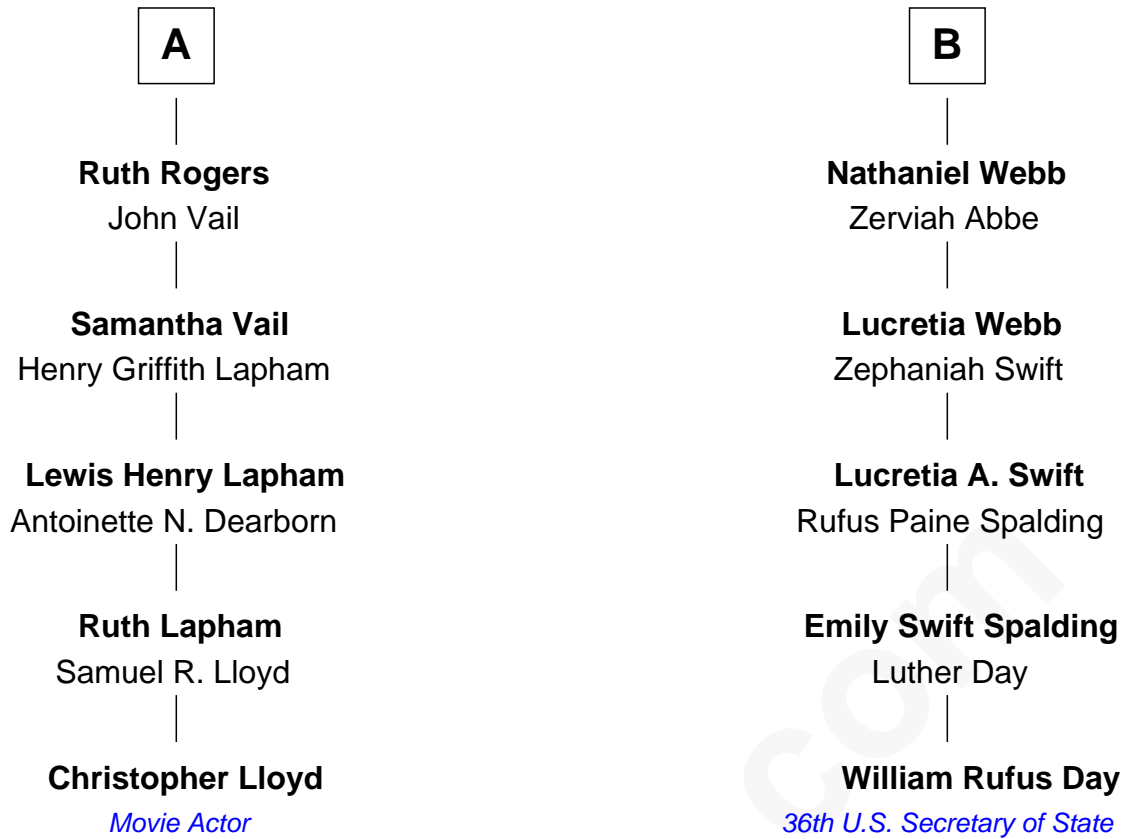 A
Ruth Rogers
John Vail
Samantha Vail
Henry Griffith Lapham
Lewis Henry Lapham
Antoinette N. Dearborn
Ruth Lapham
Samuel R. Lloyd
Christopher Lloyd
Movie Actor
B
Nathaniel Webb
Zerviah Abbe
Lucretia Webb
Zephaniah Swift
Lucretia A. Swift
Rufus Paine Spalding
Emily Swift Spalding
Luther Day
William Rufus Day
36th U.S. Secretary of State
com